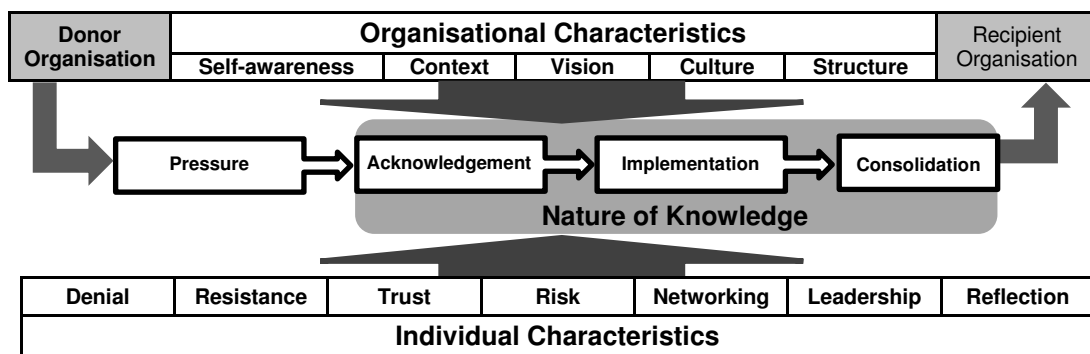 Donor
Organisation
Organisational Characteristics
Recipient
Organisation
Self-awareness
Context
Vision
Culture
Structure
Pressure
Acknowledgement
Implementation
Consolidation
Nature of Knowledge
Denial
Resistance
Trust
Risk
Networking
Leadership
Reflection
Individual Characteristics